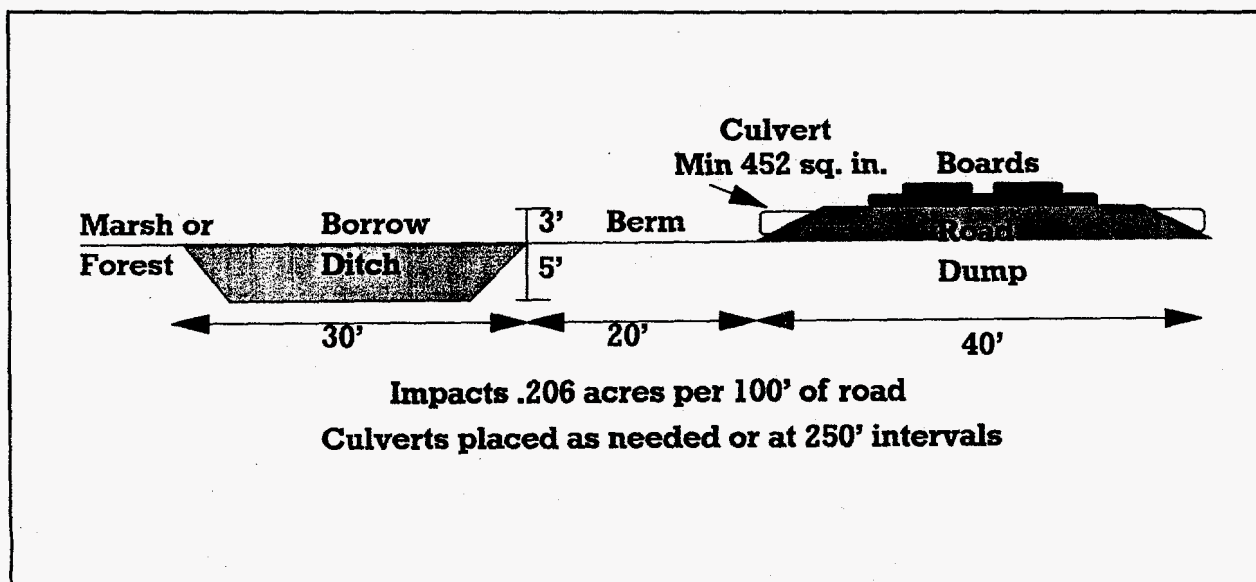 Culvert
Min 452 sq. in.
Boards
Marsh or
Forest
Borrow
Ditch
3'
5'
Berm
Road
Dump
30'
20'
40'
Impacts .206 acres per 100' of road
Culverts placed as needed or at 250' intervals